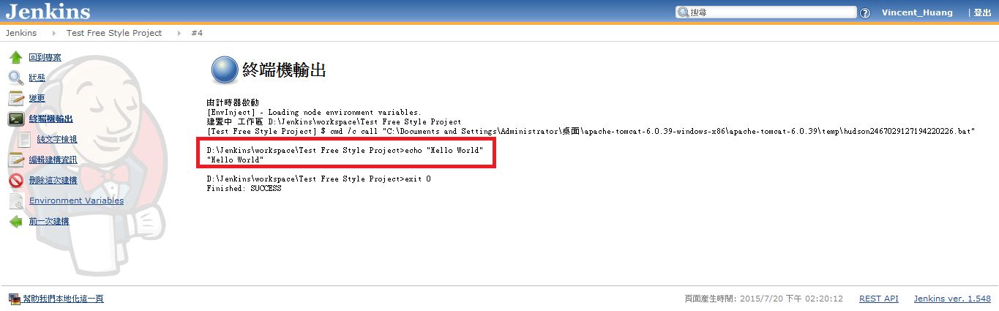 Jenkins
搜尋
Vincent_Huang | 登出
Jenkins Test Free Style Project #4
回到專案
狀態
變更
終端機輸出
純文字檢視
編輯建構資訊
刪除這次建構
Environment Variables
前一次建構
終端機輸出
由計時器啟動
[EnvInject] - Loading node environment variables.
建置中 工作區 D:\Jenkins\workspace\Test Free Style Project
[Test Free Style Project] $ cmd /c call "C:\Documents and Settings\Administrator\桌面\apache-tomcat-6.0.39-windows-x86\apache-tomcat-6.0.39\temp\hudson2467029127194220226.bat"
D:\Jenkins\workspace\Test Free Style Project>echo "Hello World"
"Hello World"
D:\Jenkins\workspace\Test Free Style Project>exit 0
Finished: SUCCESS
幫助我們本地化這一頁
頁面產生時間: 2015/7/20 下午 02:20:12 REST API Jenkins ver. 1.548